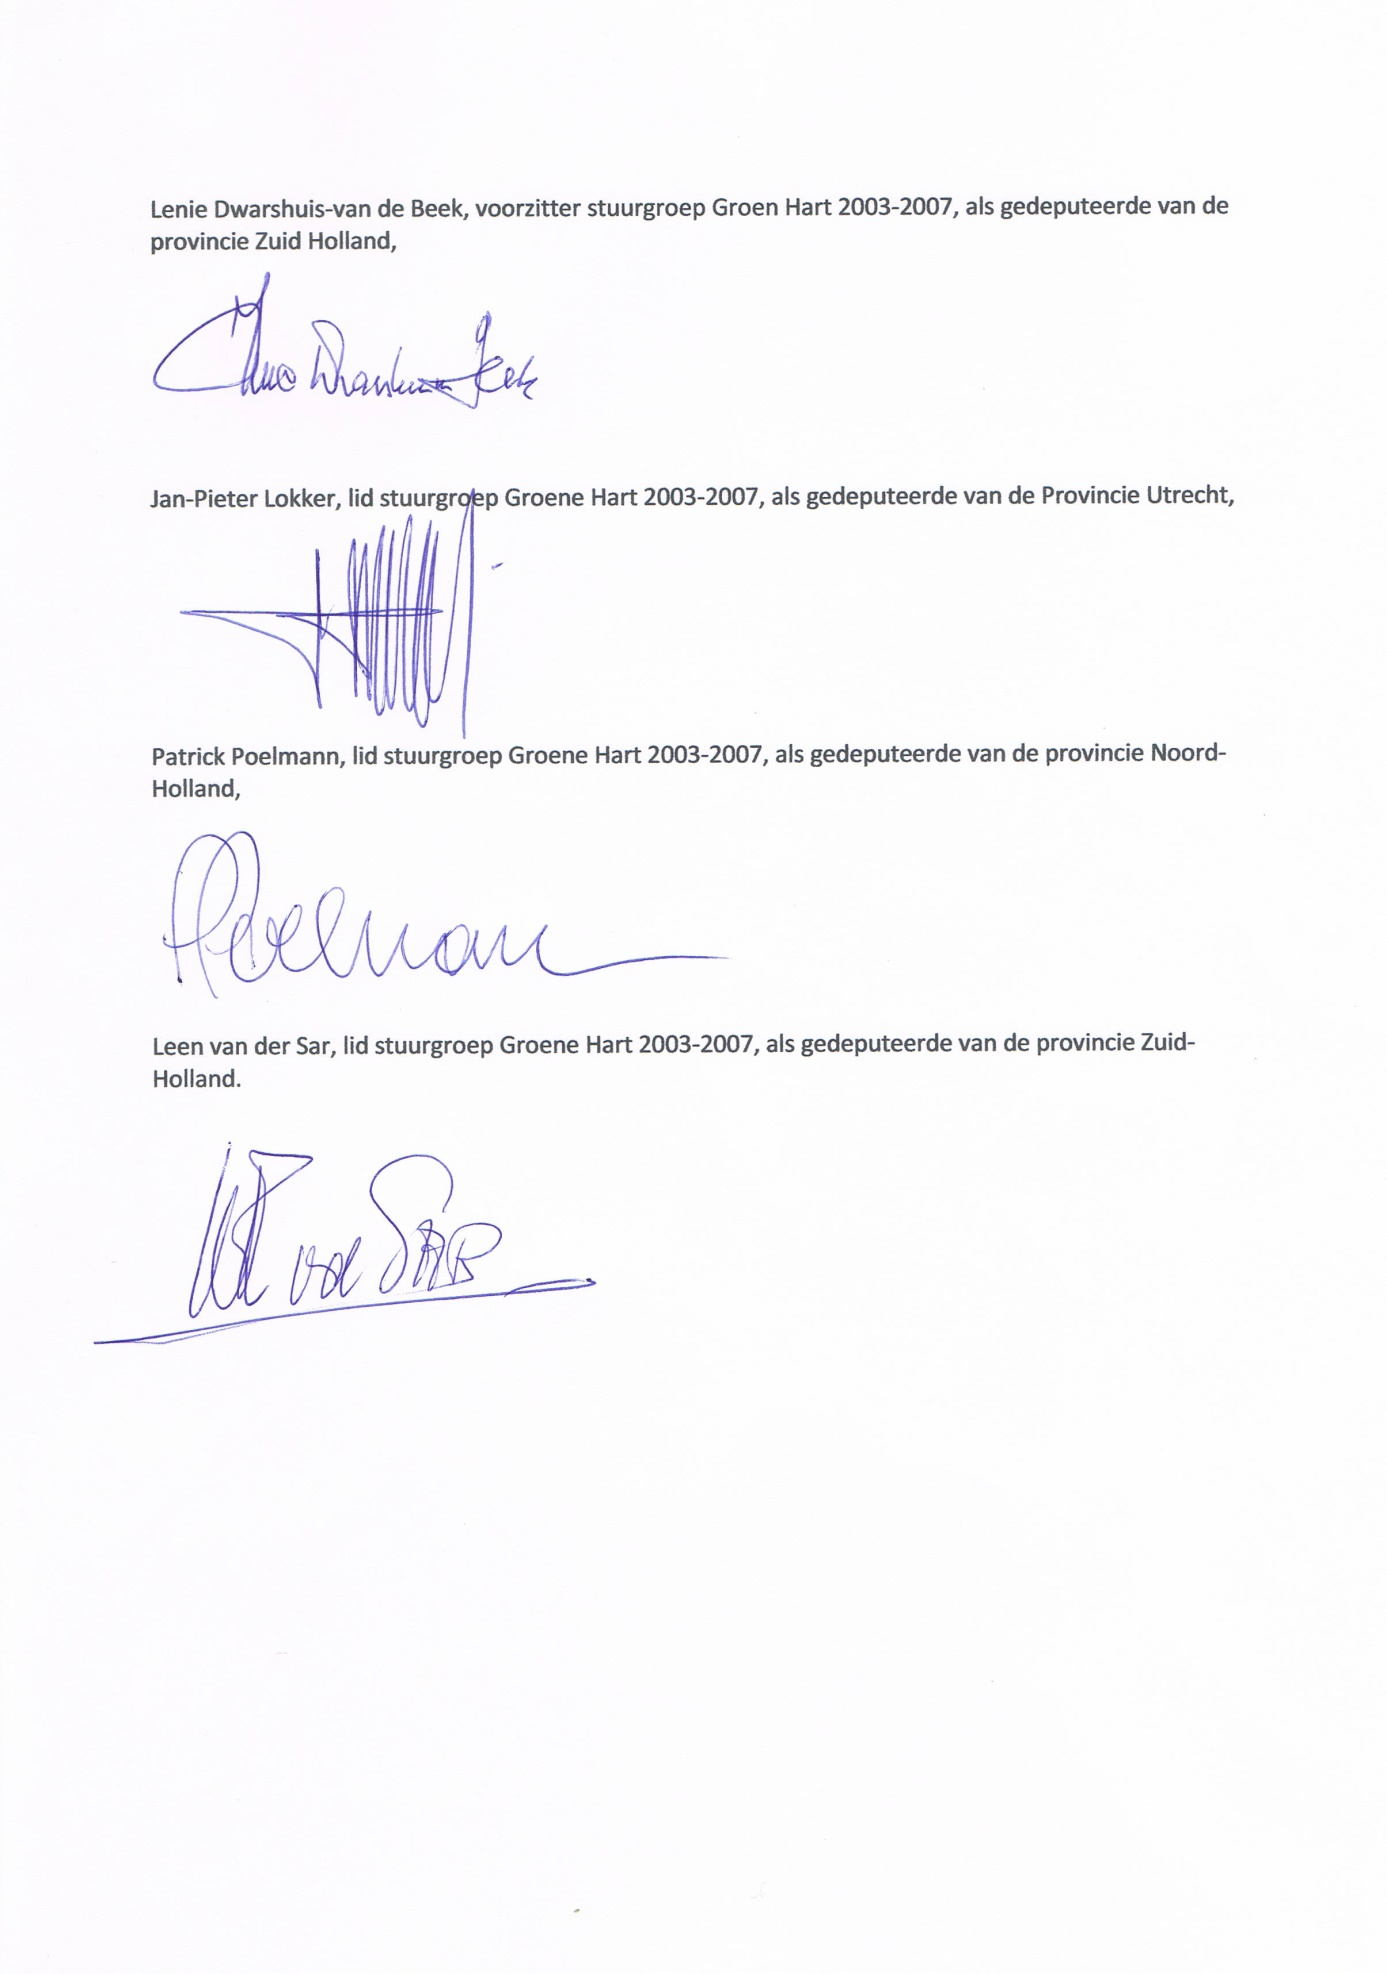 Lenie Dwarshuis-van de Beek, voorzitter stuurgroep Groen Hart 2003-2007, als gedeputeerde van de
provincie Zuid Holland,
Jan-Pieter Lokker, lid stuurgroep Groene Hart 2003-2007, als gedeputeerde van de Provincie Utrecht,
Patrick Poelmann, lid stuurgroep Groene Hart 2003-2007, als gedeputeerde van de provincie Noord-
Holland,
Leen van der Sar, lid stuurgroep Groene Hart 2003-2007, als gedeputeerde van de provincie Zuid-
Holland.